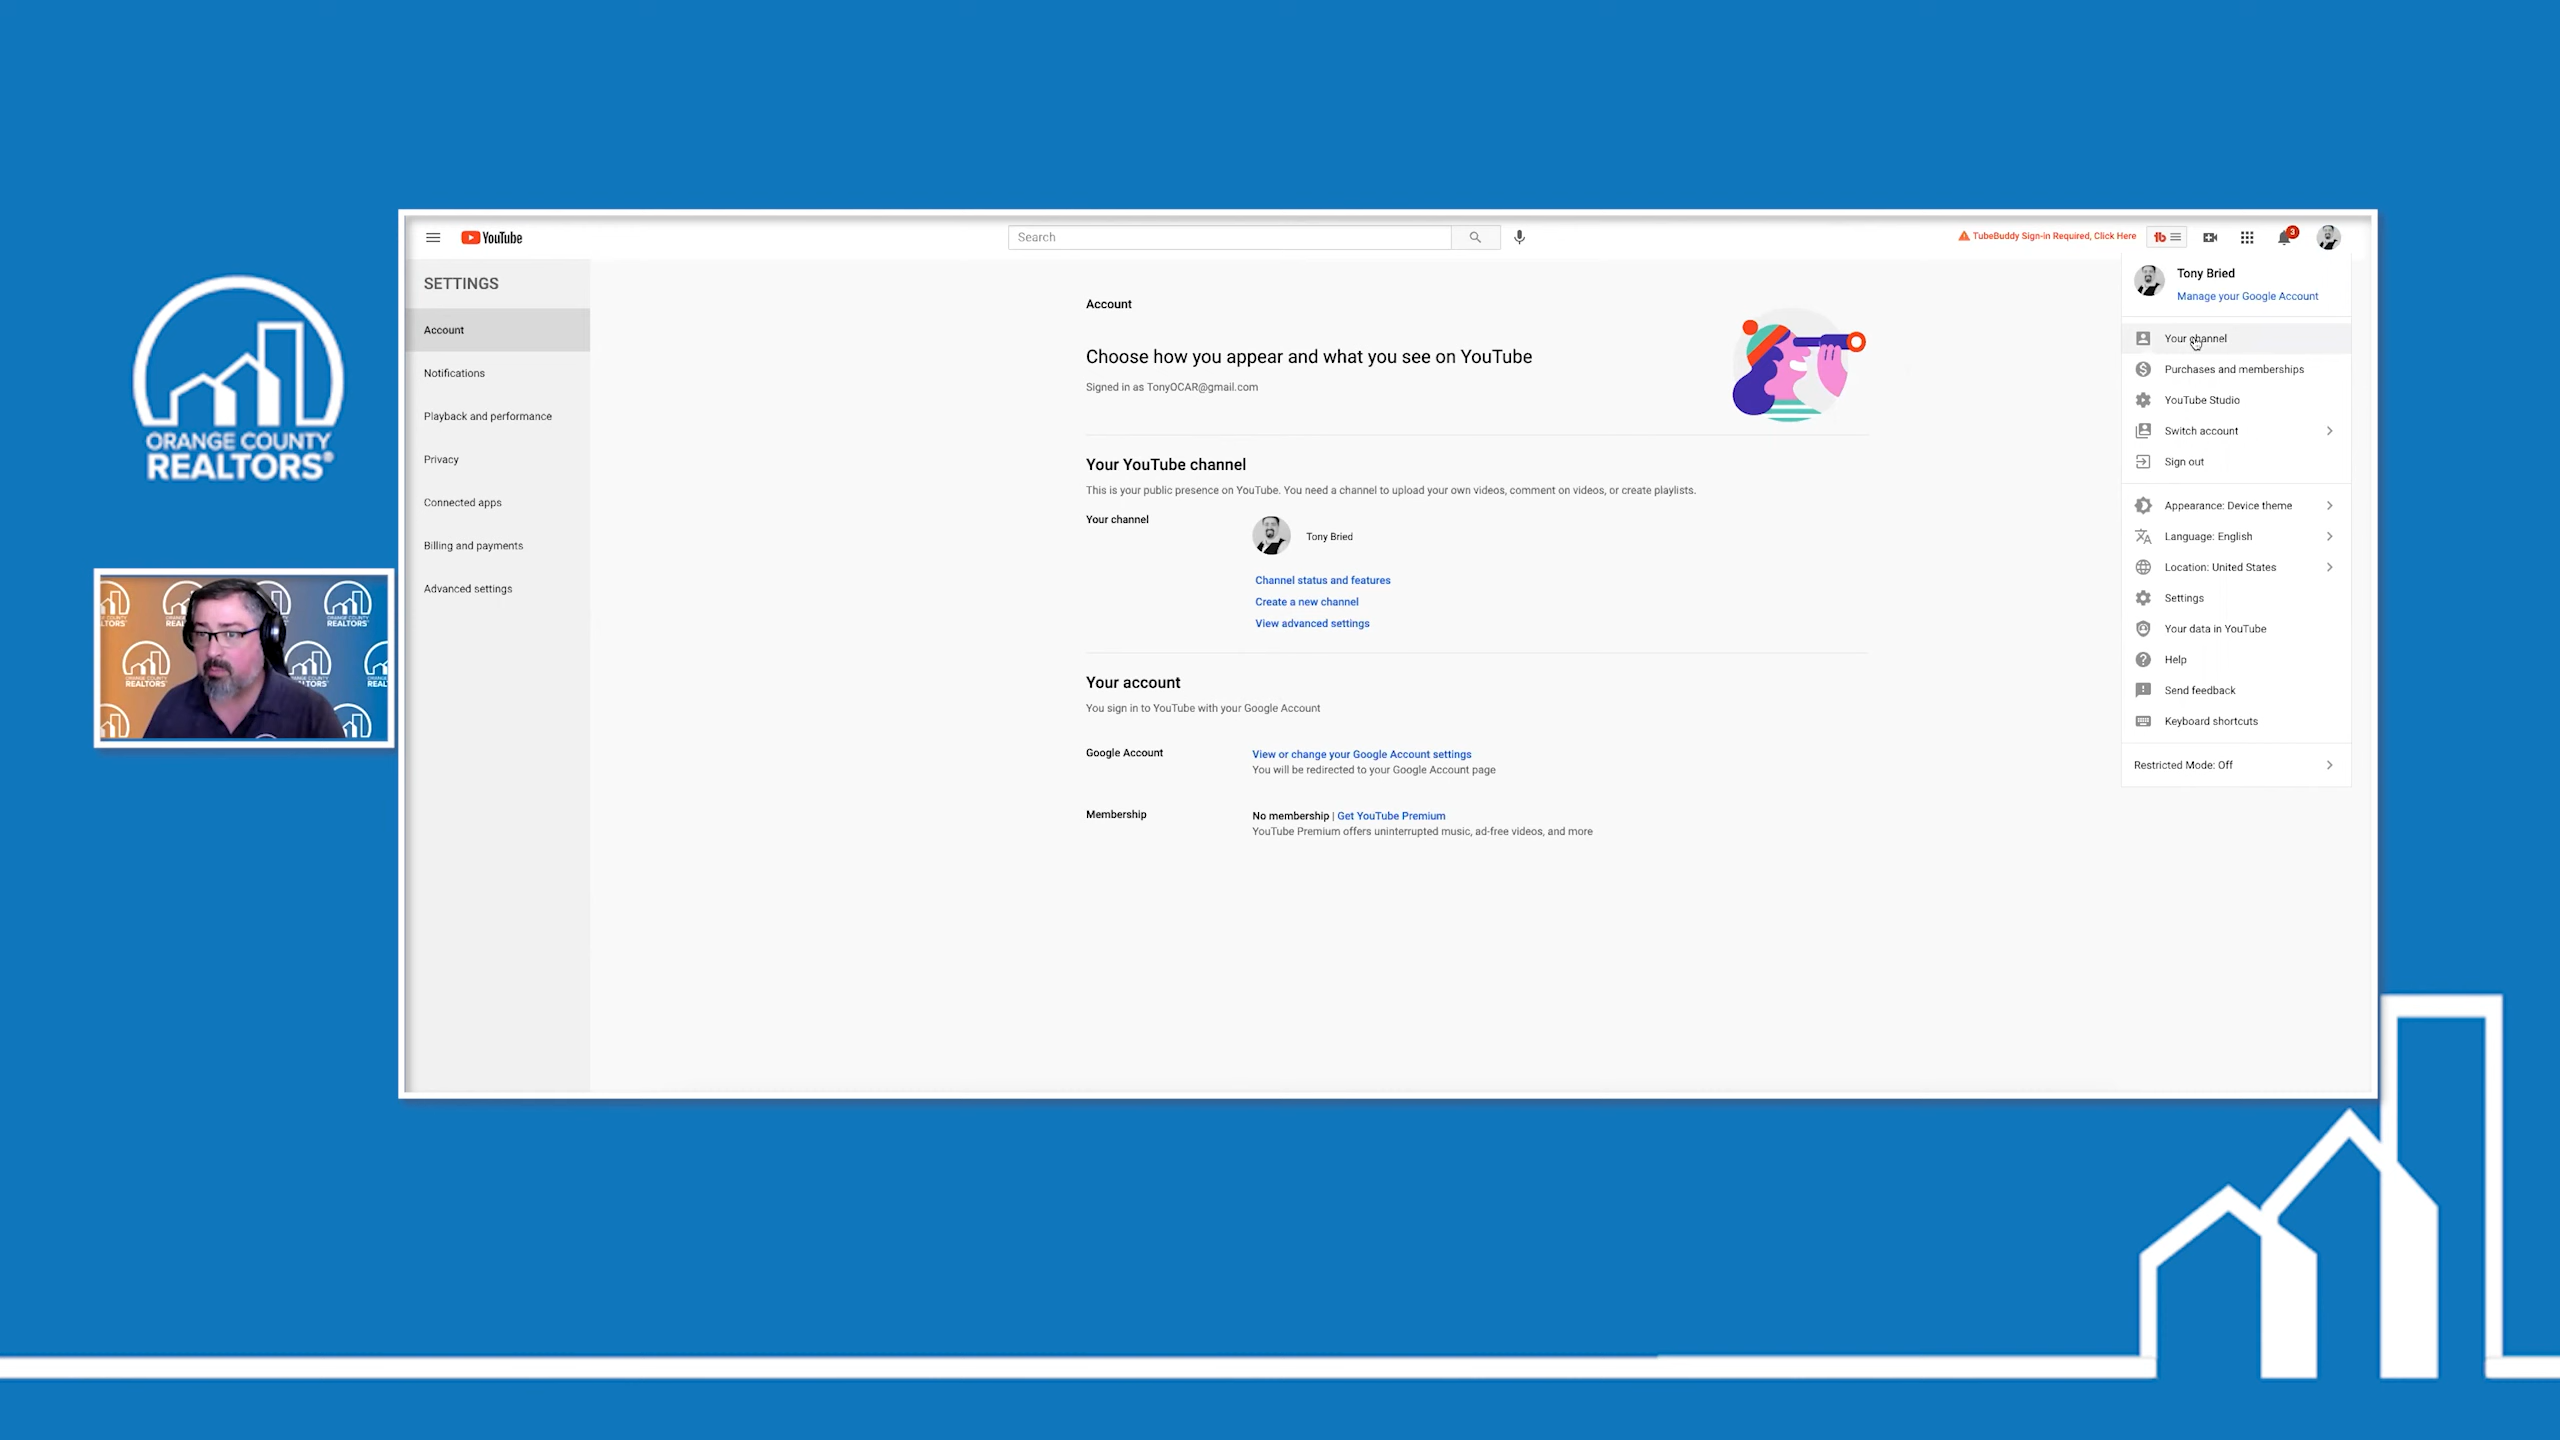 YouTube
Search
TubeBuddy Sign-in Required, Click Here
tb
3
ORANGE COUNTY
REALTORS®
SETTINGS
Account
Notifications
Playback and performance
Privacy
Connected apps
Billing and payments
Advanced settings
Account
Choose how you appear and what you see on YouTube
Signed in as TonyOCAR@gmail.com
Your YouTube channel
This is your public presence on YouTube. You need a channel to upload your own videos, comment on videos, or create playlists.
Your channel
Tony Bried
Channel status and features
Create a new channel
View advanced settings
Your account
You sign in to YouTube with your Google Account
Google Account
View or change your Google Account settings
You will be redirected to your Google Account page
Membership
No membership | Get YouTube Premium
YouTube Premium offers uninterrupted music, ad-free videos, and more
Tony Bried
Manage your Google Account
Your channel
Purchases and memberships
YouTube Studio
Switch account
Sign out
Appearance: Device theme
Language: English
Location: United States
Settings
Your data in YouTube
Help
Send feedback
Keyboard shortcuts
Restricted Mode: Off